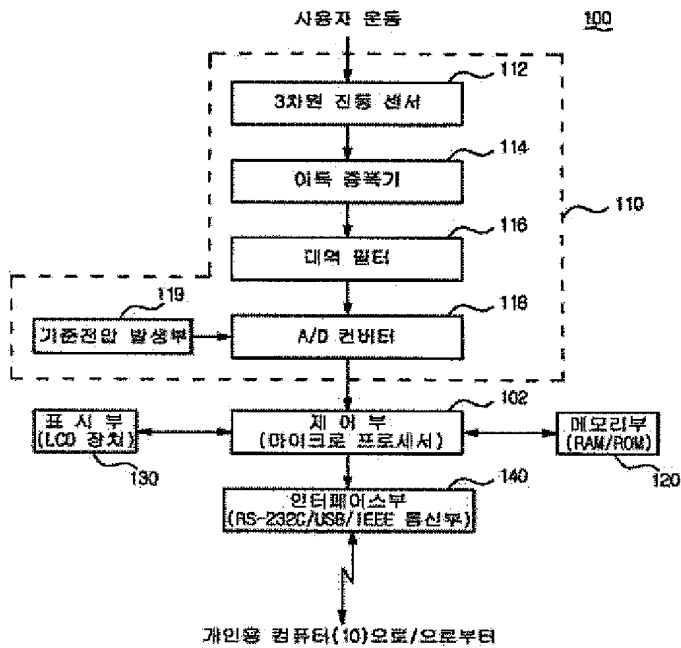 사용자 운동
100
112
3차원 진동 센서
114
이득 증폭기
110
116
대역 필터
119
118
기준전압 발생부
A/D 컨버터
102
표시부
(LCD 장치)
제어부
(마이크로 프로세서)
메모리부
(RAM/ROM)
130
140
120
인터페이스부
(RS-232C/USB/IEEE 통신부)
개인용 컴퓨터(10)으로/으로부터